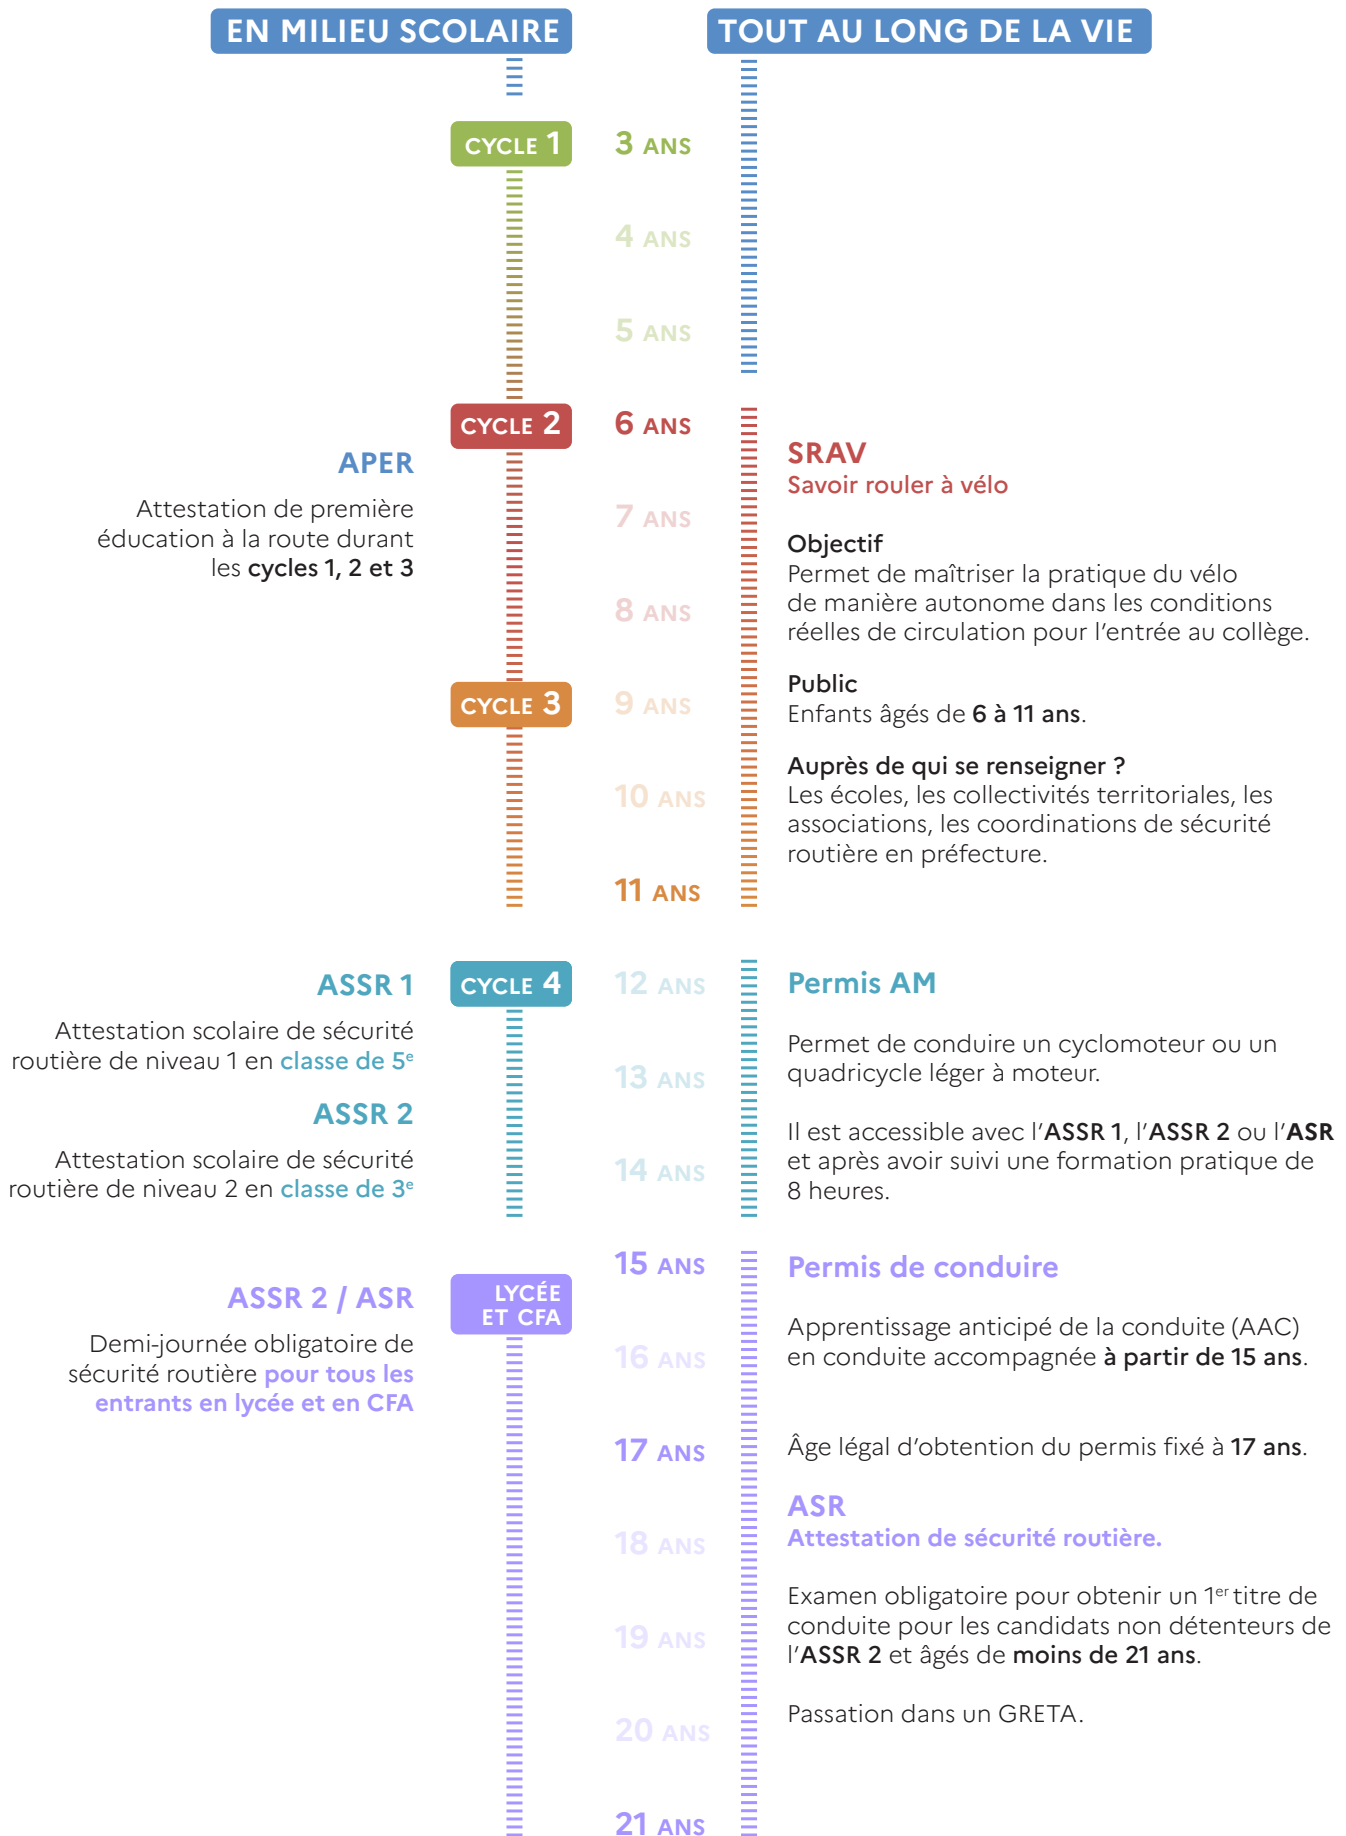 EN MILIEU SCOLAIRE
TOUT AU LONG DE LA VIE
CYCLE 1
3 ANS
4 ANS
5 ANS
CYCLE 2
6 ANS
APER
Attestation de première
éducation à la route durant
les cycles 1, 2 et 3
7 ANS
8 ANS
CYCLE 3
9 ANS
10 ANS
11 ANS
SRAV
Savoir rouler à vélo
Objectif
Permet de maîtriser la pratique du vélo
de manière autonome dans les conditions
réelles de circulation pour l'entrée au collège.
Public
Enfants âgés de 6 à 11 ans.
Auprès de qui se renseigner ?
Les écoles, les collectivités territoriales, les
associations, les coordinations de sécurité
routière en préfecture.
ASSR 1
Attestation scolaire de sécurité
routière de niveau 1 en classe de 5e
ASSR 2
Attestation scolaire de sécurité
routière de niveau 2 en classe de 3e
CYCLE 4
12 ANS
13 ANS
14 ANS
Permis AM
Permet de conduire un cyclomoteur ou un
quadricycle léger à moteur.
Il est accessible avec l'ASSR 1, l'ASSR 2 ou l'ASR
et après avoir suivi une formation pratique de
8 heures.
ASSR 2 / ASR
Demi-journée obligatoire de
sécurité routière pour tous les
entrants en lycée et en CFA
LYCÉE
ET CFA
15 ANS
16 ANS
17 ANS
18 ANS
19 ANS
20 ANS
21 ANS
Permis de conduire
Apprentissage anticipé de la conduite (AAC)
en conduite accompagnée à partir de 15 ans.
Âge légal d'obtention du permis fixé à 17 ans.
ASR
Attestation de sécurité routière.
Examen obligatoire pour obtenir un 1er titre de
conduite pour les candidats non détenteurs de
l'ASSR 2 et âgés de moins de 21 ans.
Passation dans un GRETA.